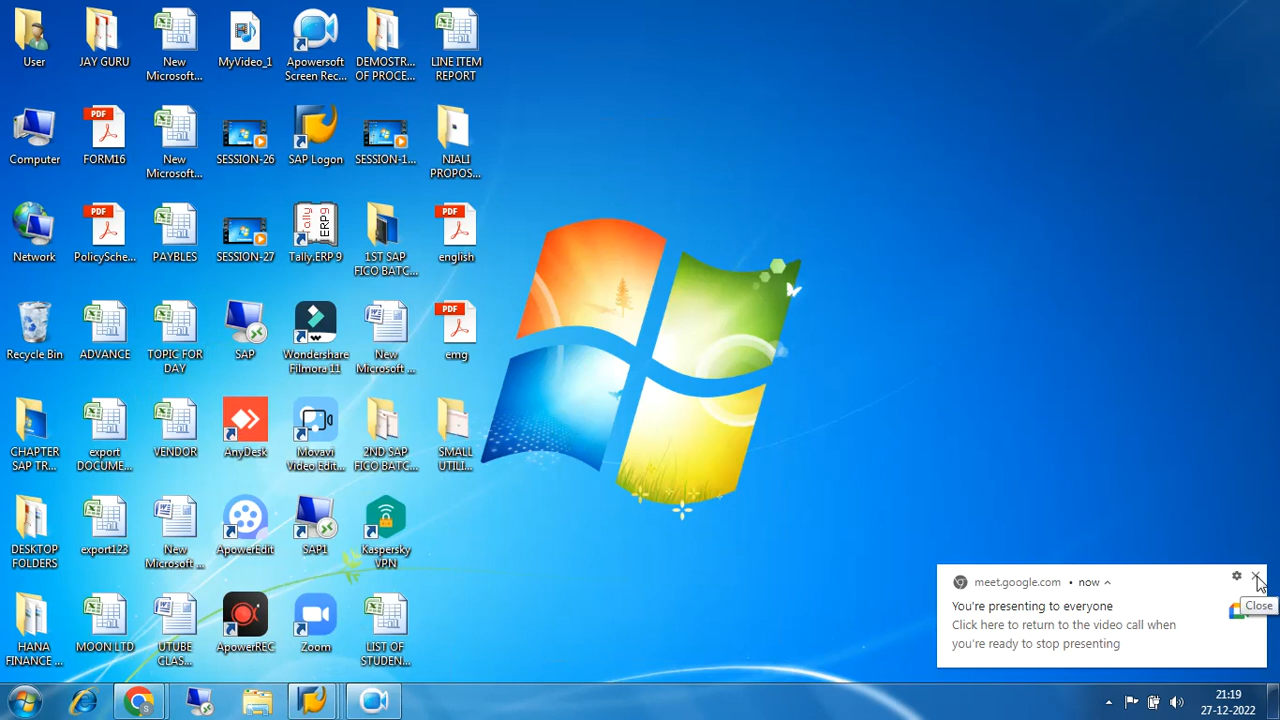 User
JAY GURU
New
Microsoft...
MyVideo_1
Apowersoft
Screen Rec...
DEMOSTR...
OF PROCE...
LINE ITEM
REPORT
Computer
PDF
FORM16
New
Microsoft...
SESSION-26
SAP Logon
SESSION-1...
NIALI
PROPOS...
Network
PDF
PolicySche...
PAYBLES
SESSION-27
Tally
ERP9
Tally.ERP 9
1ST SAP
FICO BATC...
PDF
english
Recycle Bin
ADVANCE
TOPIC FOR
DAY
SAP
Wondershare
Filmora 11
New
Microsoft ...
PDF
emg
CHAPTER
SAP TR...
export
DOCUME...
VENDOR
AnyDesk
Movavi
Video Edit...
2ND SAP
FICO BATC...
SMALL
UTILI...
DESKTOP
FOLDERS
export123
New
Microsoft ...
ApowerEdit
SAP1
Kaspersky
VPN
HANA
FINANCE ...
MOON LTD
UTUBE
CLAS...
ApowerREC
Zoom
LIST OF
STUDEN...
meet.google.com • now
You're presenting to everyone
Click here to return to the video call when
you're ready to stop presenting
Close
S
21:19
27-12-2022